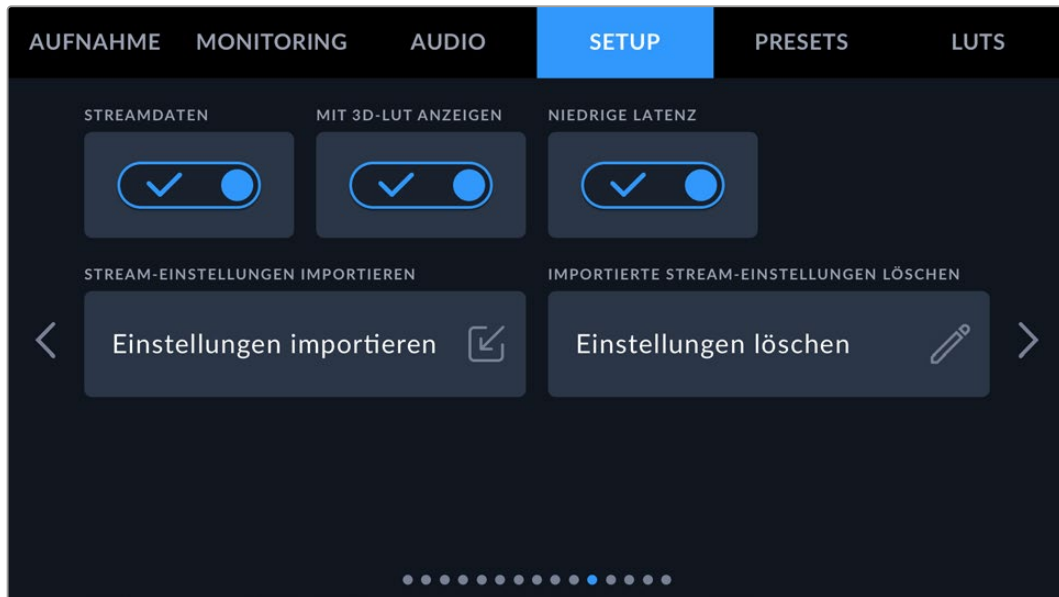 AUFNAHME MONITORING AUDIO SETUP PRESETS LUTS
STREAMDATEN MIT 3D-LUT ANZEIGEN NIEDRIGE LATENZ
STREAM-EINSTELLUNGEN IMPORTIEREN IMPORTIERTE STREAM-EINSTELLUNGEN LÖSCHEN
Einstellungen importieren Einstellungen löschen